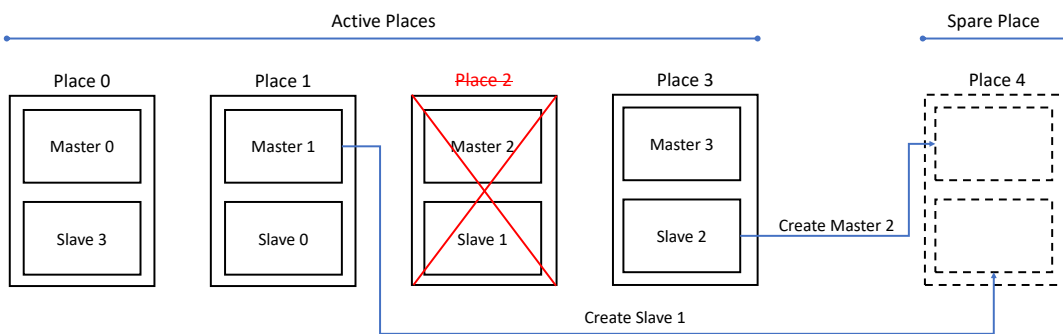 Active Places
Spare Place
Place 0
Place 1
Place 2
Place 3
Place 4
Master 0
Master 1
Master 2
Master 3
Slave 3
Slave 0
Slave 1
Slave 2
Create Master 2
Create Slave 1